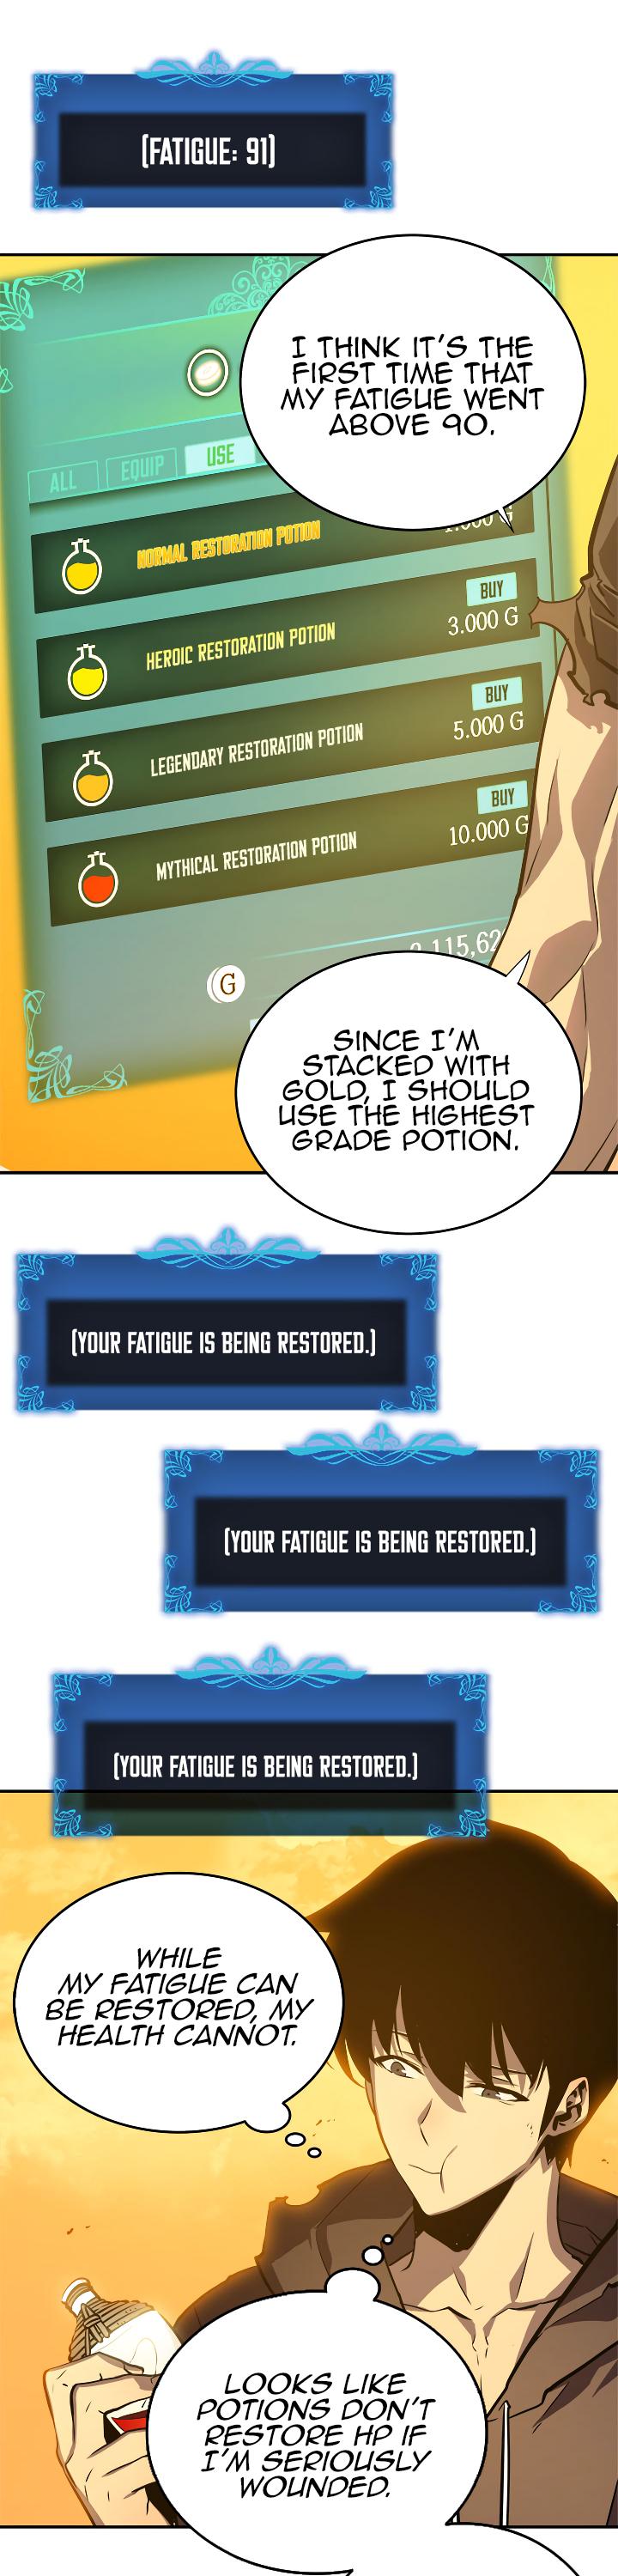 [FATIGUE: 91]
I THINK IT'S THE
FIRST TIME THAT
MY FATIGUE WENT
ABOVE 90.
ALL
EQUIP
USE
NORMAL RESTORATION POTION
HEROIC RESTORATION POTION
BUY
3.000 G
LEGENDARY RESTORATION POTION
BUY
5.000 G
MYTHICAL RESTORATION POTION
BUY
10.000 G
G
SINCE I'M
STACKED WITH
GOLD, I SHOULD
USE THE HIGHEST
GRADE POTION.
[YOUR FATIGUE IS BEING RESTORED.]
[YOUR FATIGUE IS BEING RESTORED.]
[YOUR FATIGUE IS BEING RESTORED.]
WHILE
MY FATIGUE CAN
BE RESTORED, MY
HEALTH CANNOT.
LOOKS LIKE
POTIONS DON'T
RESTORE HP IF
I'M SERIOUSLY
WOUNDED.